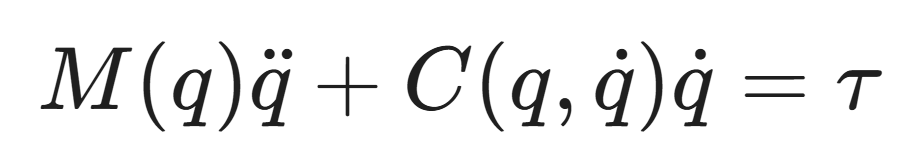 M(q)q̈ + C(q, q̇)q̇ = τ